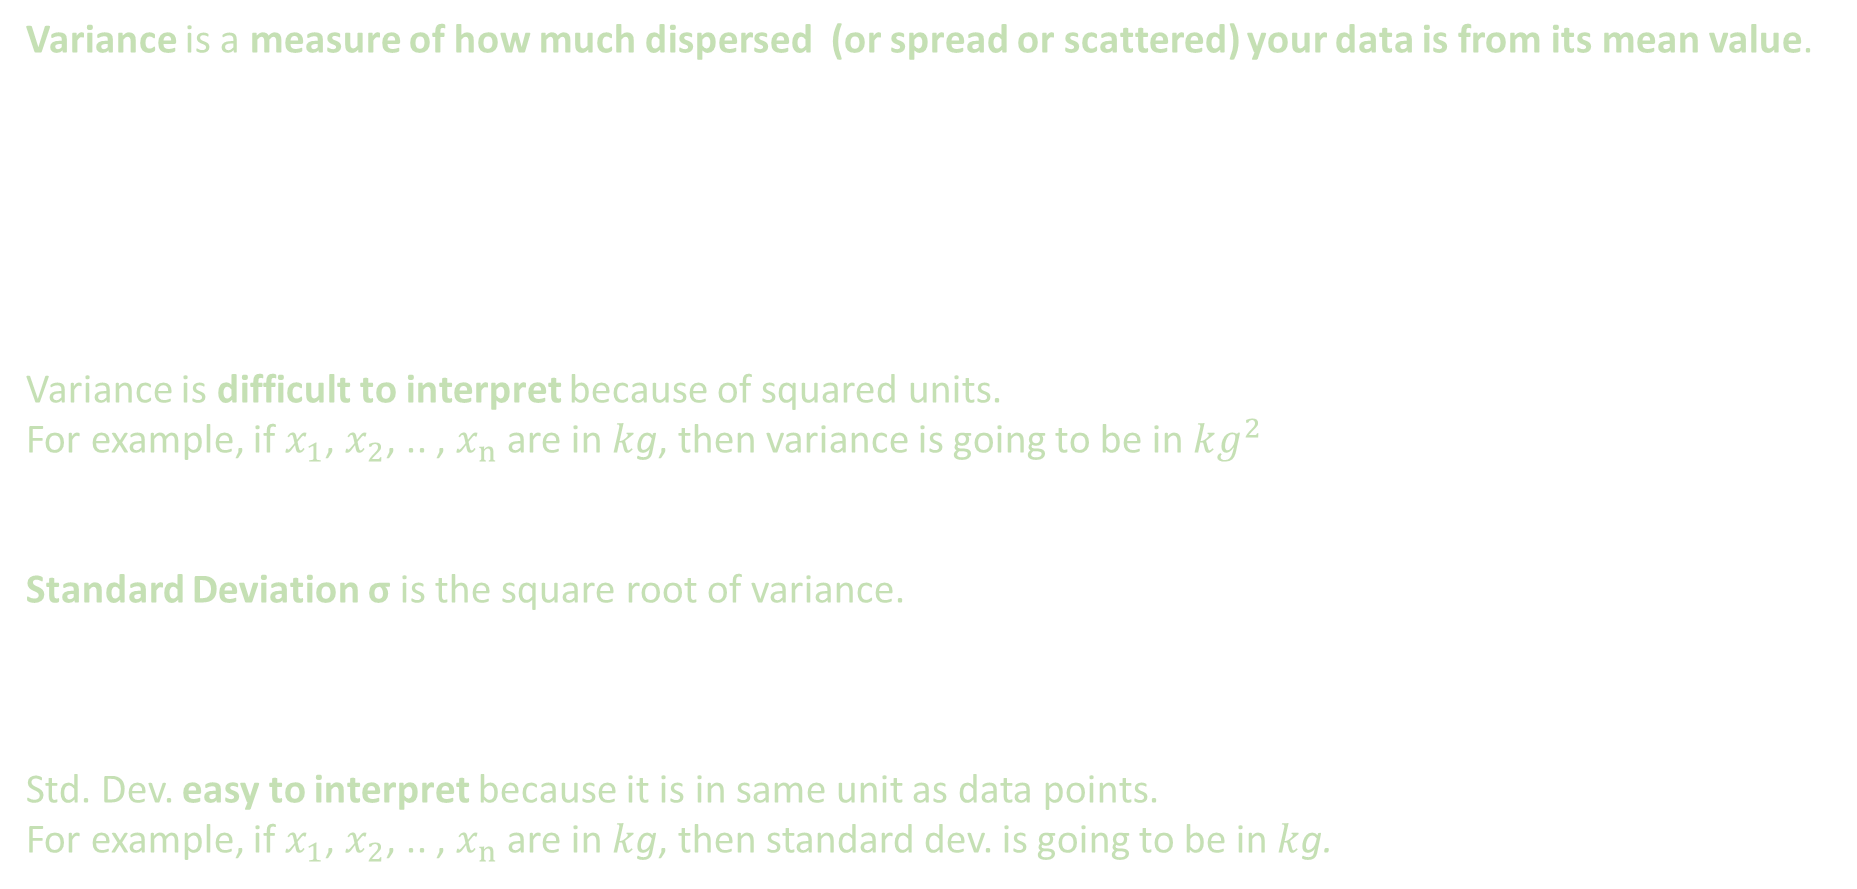 Variance is a measure of how much dispersed (or spread or scattered) your data is from its mean value.
Variance is difficult to interpret because of squared units.
For example, if x₁, x₂, .. , xₙ are in kg, then variance is going to be in kg²
Standard Deviation σ is the square root of variance.
Std. Dev. easy to interpret because it is in same unit as data points.
For example, if x₁, x₂, .. , xₙ are in kg, then standard dev. is going to be in kg.